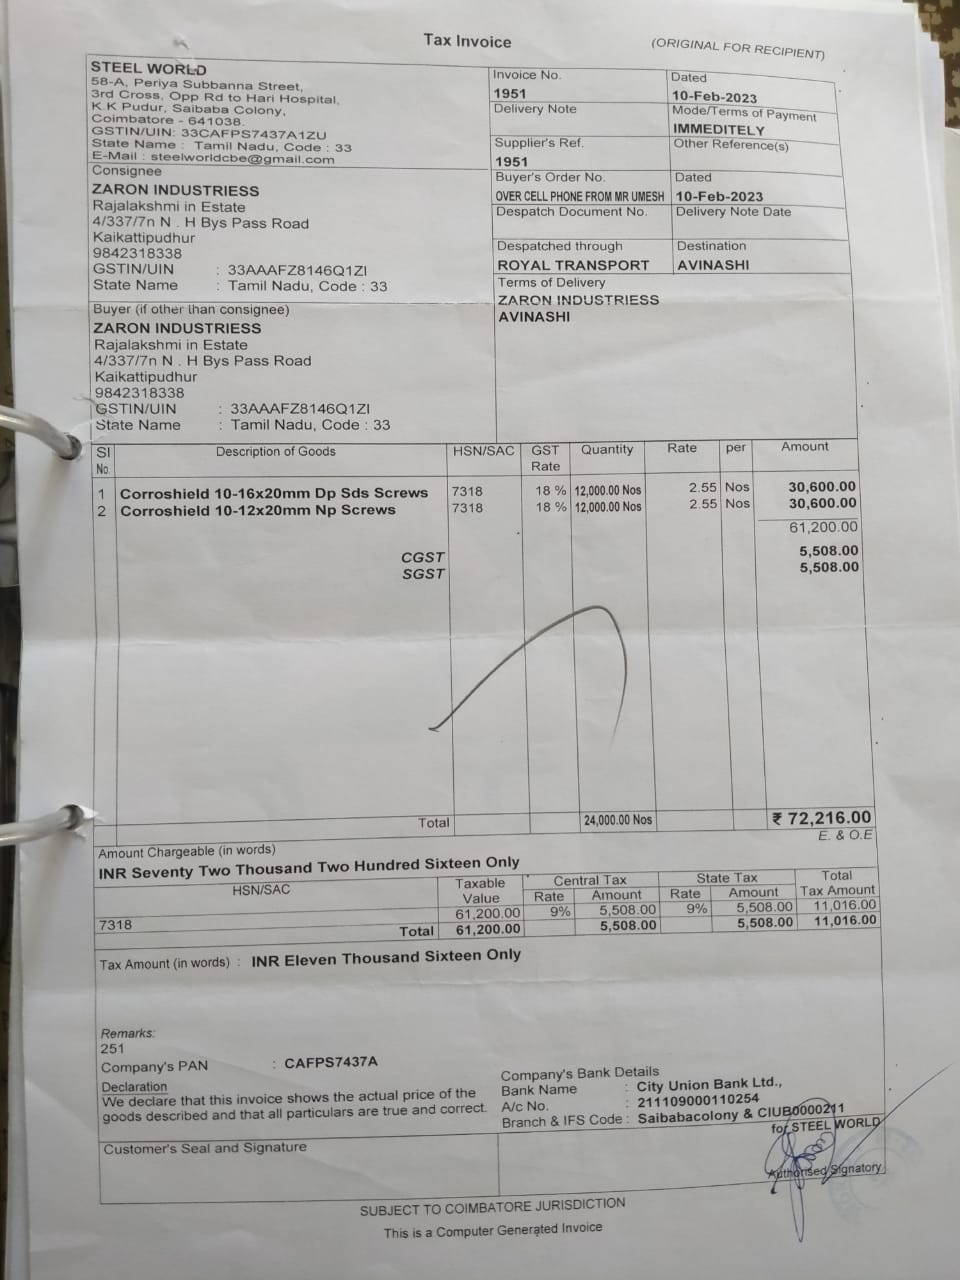 Tax Invoice
(ORIGINAL FOR RECIPIENT)
STEEL WORLD
58-A, Periya Subbanna Street,
3rd Cross, Opp Rd to Hari Hospital,
K.K Pudur, Saibaba Colony,
Coimbatore - 641038.
GSTIN/UIN: 33CAFPS7437A1ZU
State Name : Tamil Nadu, Code : 33
E-Mail : steelworldcbe@gmail.com
Invoice No.
1951
Dated
10-Feb-2023
Delivery Note
Mode/Terms of Payment
IMMEDITELY
Supplier's Ref.
1951
Other Reference(s)
Consignee
ZARON INDUSTRIESS
Rajalakshmi in Estate
4/337/7n N . H Bys Pass Road
Kaikattipudhur
9842318338
GSTIN/UIN : 33AAAFZ8146Q1ZI
State Name : Tamil Nadu, Code : 33
Buyer's Order No.
OVER CELL PHONE FROM MR UMESH
Dated
10-Feb-2023
Despatch Document No.
Delivery Note Date
Despatched through
ROYAL TRANSPORT
Destination
AVINASHI
Terms of Delivery
ZARON INDUSTRIESS
AVINASHI
Buyer (if other than consignee)
ZARON INDUSTRIESS
Rajalakshmi in Estate
4/337/7n N . H Bys Pass Road
Kaikattipudhur
9842318338
GSTIN/UIN : 33AAAFZ8146Q1ZI
State Name : Tamil Nadu, Code : 33
Sl No. Description of Goods HSN/SAC GST Rate Quantity Rate per Amount
1 Corroshield 10-16x20mm Dp Sds Screws 7318 18 % 12,000.00 Nos 2.55 Nos 30,600.00
2 Corroshield 10-12x20mm Np Screws 7318 18 % 12,000.00 Nos 2.55 Nos 30,600.00
61,200.00
CGST 5,508.00
SGST 5,508.00
Total 24,000.00 Nos ₹ 72,216.00
E. & O.E
Amount Chargeable (in words)
INR Seventy Two Thousand Two Hundred Sixteen Only
HSN/SAC Taxable Value Central Tax State Tax Total Tax Amount
Rate Amount Rate Amount
7318 61,200.00 9% 5,508.00 9% 5,508.00 11,016.00
Total 61,200.00 5,508.00 5,508.00 11,016.00
Tax Amount (in words) : INR Eleven Thousand Sixteen Only
Remarks:
251
Company's PAN : CAFPS7437A
Declaration
We declare that this invoice shows the actual price of the
goods described and that all particulars are true and correct.
Company's Bank Details
Bank Name : City Union Bank Ltd.,
A/c No. : 211109000110254
Branch & IFS Code : Saibabacolony & CIUB0000211
for STEEL WORLD
Customer's Seal and Signature
Authorised Signatory
SUBJECT TO COIMBATORE JURISDICTION
This is a Computer Generated Invoice